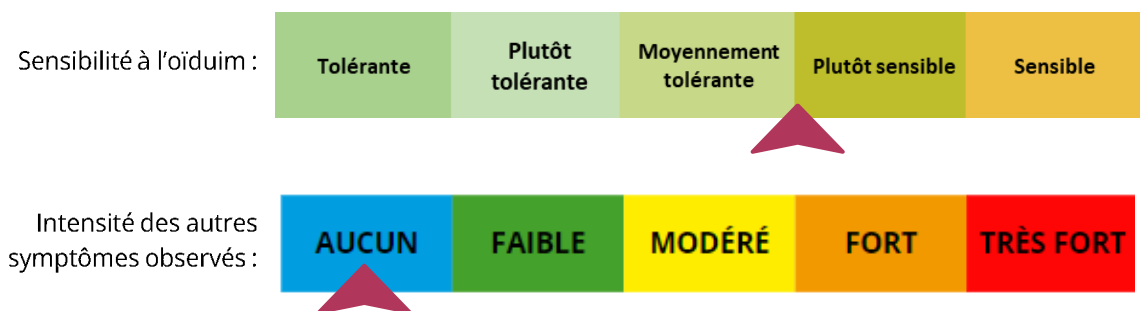 Sensibilité à l'oïduim :
Tolérante
Plutôt
tolérante
Moyennement
tolérante
Plutôt sensible
Sensible
Intensité des autres
symptômes observés :
AUCUN
FAIBLE
MODÉRÉ
FORT
TRÈS FORT